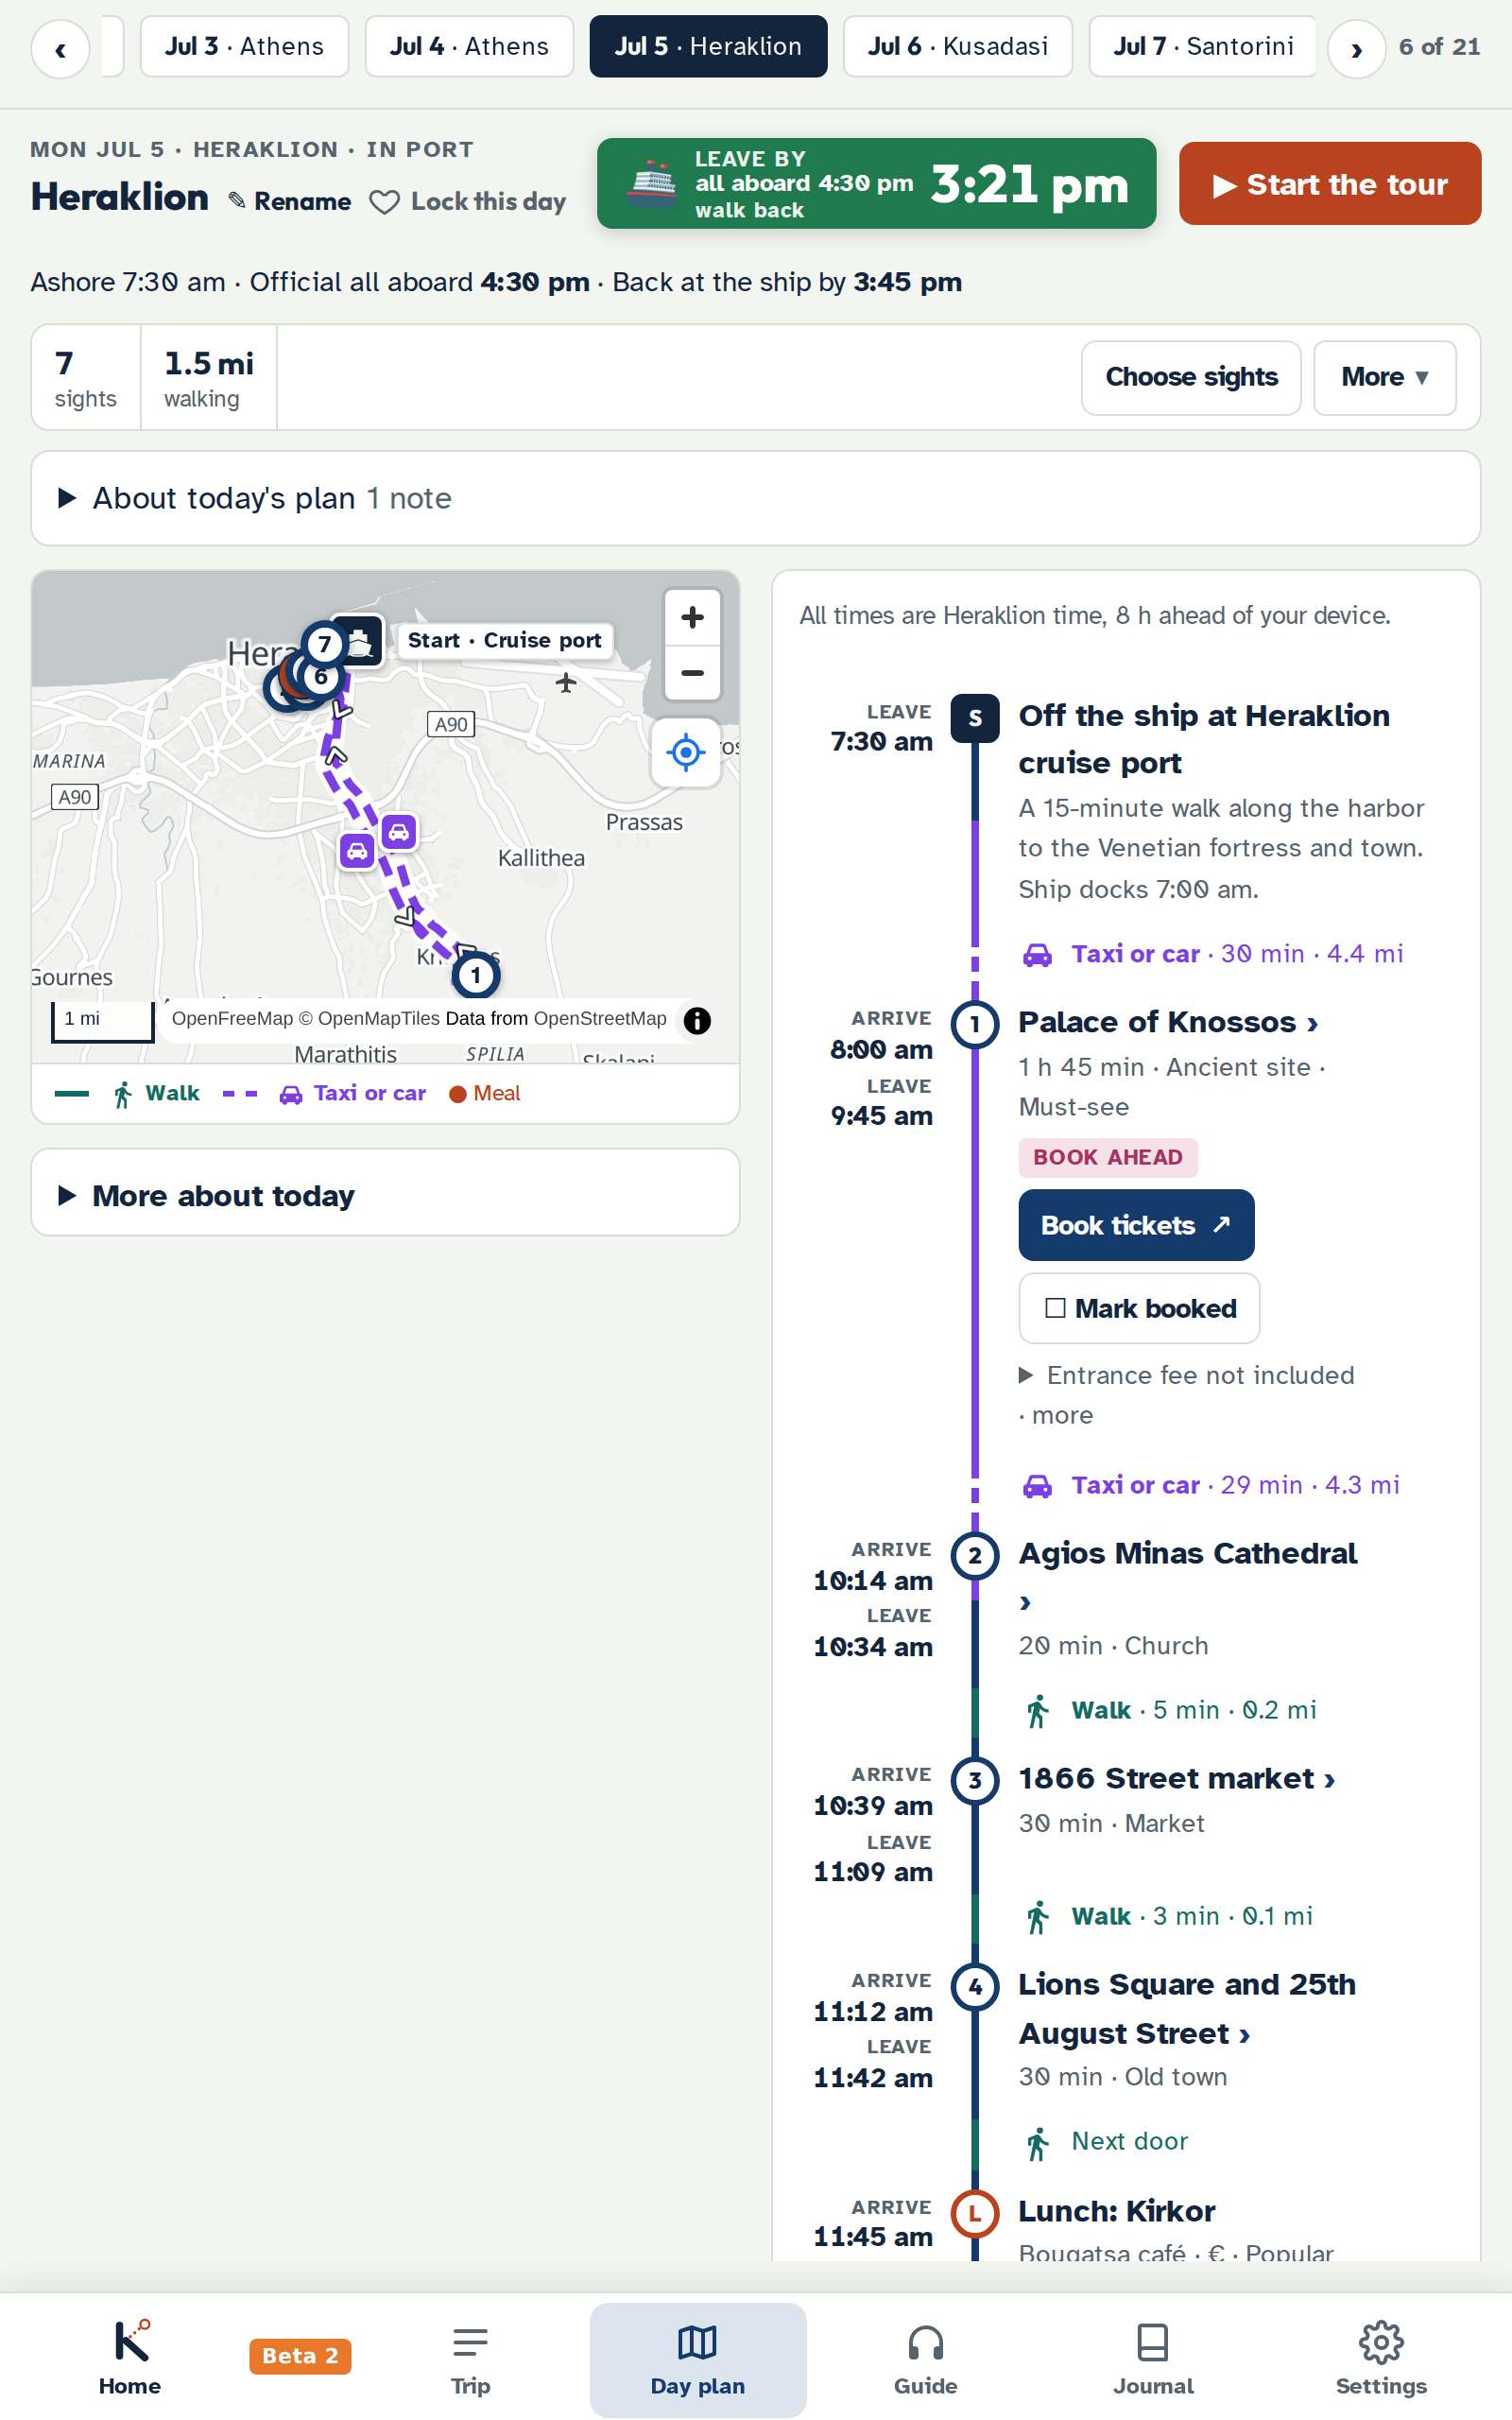 ‹
Jul 3 · Athens
Jul 4 · Athens
Jul 5 · Heraklion
Jul 6 · Kusadasi
Jul 7 · Santorini
›
6 of 21
MON JUL 5 · HERAKLION · IN PORT
Heraklion
✎ Rename
Lock this day
LEAVE BY
all aboard 4:30 pm
walk back
3:21 pm
▶ Start the tour
Ashore 7:30 am · Official all aboard 4:30 pm · Back at the ship by 3:45 pm
7
sights
1.5 mi
walking
Choose sights
More ▼
▶ About today's plan 1 note
Hera
7
6
Start · Cruise port
+
−
A90
MARINA
A90
Prassas
Kallithea
1
Gournes
1 mi
OpenFreeMap © OpenMapTiles Data from OpenStreetMap
Marathitis
SPILIA
Skalani
Walk
Taxi or car
Meal
▶ More about today
All times are Heraklion time, 8 h ahead of your device.
LEAVE
7:30 am
S
Off the ship at Heraklion
cruise port
A 15-minute walk along the harbor
to the Venetian fortress and town.
Ship docks 7:00 am.
Taxi or car · 30 min · 4.4 mi
ARRIVE
8:00 am
LEAVE
9:45 am
1
Palace of Knossos ›
1 h 45 min · Ancient site ·
Must-see
BOOK AHEAD
Book tickets ↗
☐ Mark booked
▶ Entrance fee not included
· more
Taxi or car · 29 min · 4.3 mi
ARRIVE
10:14 am
LEAVE
10:34 am
2
Agios Minas Cathedral
›
20 min · Church
Walk · 5 min · 0.2 mi
ARRIVE
10:39 am
LEAVE
11:09 am
3
1866 Street market ›
30 min · Market
Walk · 3 min · 0.1 mi
ARRIVE
11:12 am
LEAVE
11:42 am
4
Lions Square and 25th
August Street ›
30 min · Old town
Next door
ARRIVE
11:45 am
L
Lunch: Kirkor
Bougatsa café · € · Popular
Home
Beta 2
Trip
Day plan
Guide
Journal
Settings